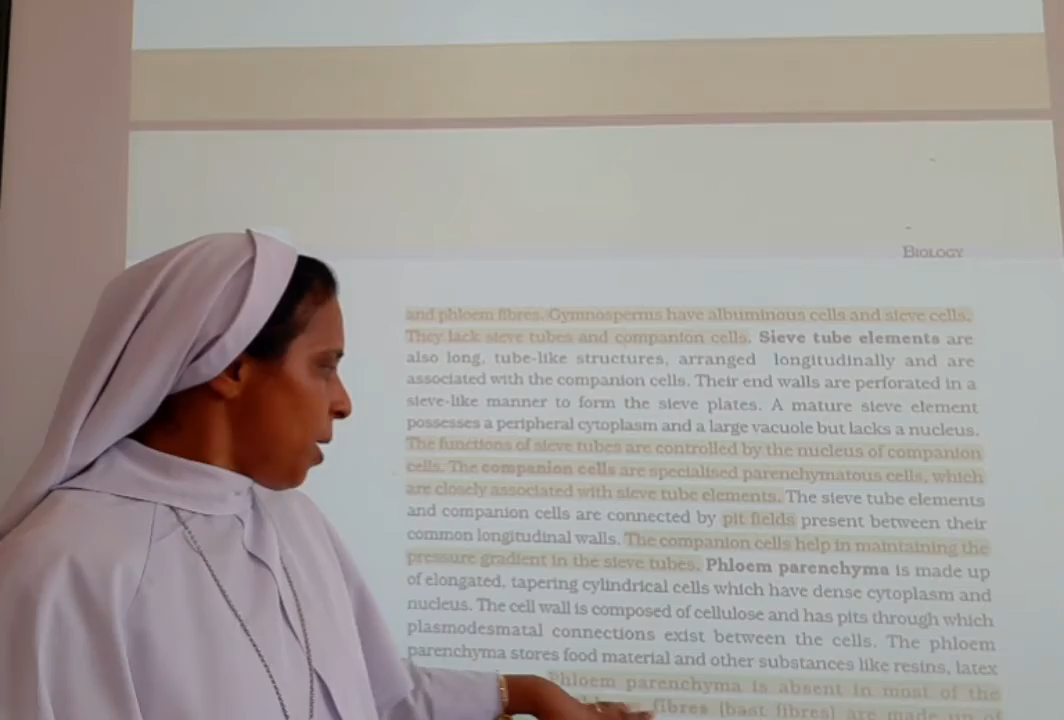 BIOLOGY
and phloem fibres. Gymnosperms have albuminous cells and sieve cells.
They lack sieve tubes and companion cells. Sieve tube elements are
also long, tube-like structures, arranged longitudinally and are
associated with the companion cells. Their end walls are perforated in a
sieve-like manner to form the sieve plates. A mature sieve element
possesses a peripheral cytoplasm and a large vacuole but lacks a nucleus.
The functions of sieve tubes are controlled by the nucleus of companion
cells. The companion cells are specialised parenchymatous cells, which
are closely associated with sieve tube elements. The sieve tube elements
and companion cells are connected by pit fields present between their
common longitudinal walls. The companion cells help in maintaining the
pressure gradient in the sieve tubes. Phloem parenchyma is made up
of elongated, tapering cylindrical cells which have dense cytoplasm and
nucleus. The cell wall is composed of cellulose and has pits through which
plasmodesmatal connections exist between the cells. The phloem
parenchyma stores food material and other substances like resins, latex
Phloem parenchyma is absent in most of the
fibres (bast fibres) are made up of